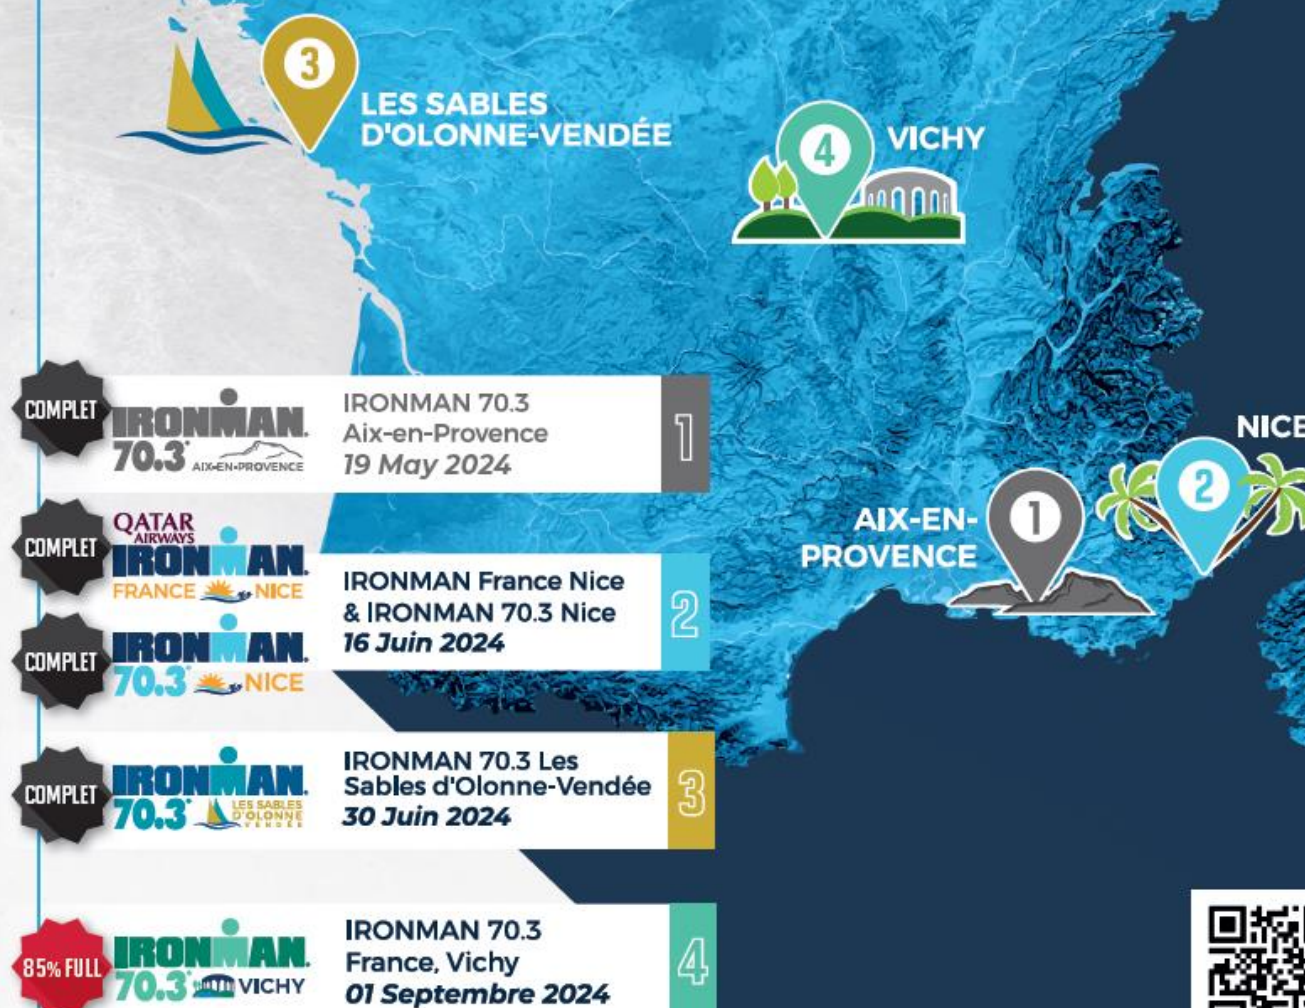 3
LES SABLES
D'OLONNE-VENDÉE
4
VICHY
COMPLET
IRONMAN
70.3 AIX-EN-PROVENCE
IRONMAN 70.3
Aix-en-Provence
19 May 2024
1
NICE
2
1
AIX-EN-
PROVENCE
COMPLET
QATAR
AIRWAYS
IRONMAN
FRANCE NICE
COMPLET
IRONMAN
70.3 NICE
IRONMAN France Nice
& IRONMAN 70.3 Nice
16 Juin 2024
2
COMPLET
IRONMAN
70.3 LES SABLES
D'OLONNE
VENDÉE
IRONMAN 70.3 Les
Sables d'Olonne-Vendée
30 Juin 2024
3
85% FULL
IRONMAN
70.3 VICHY
IRONMAN 70.3
France, Vichy
01 Septembre 2024
4